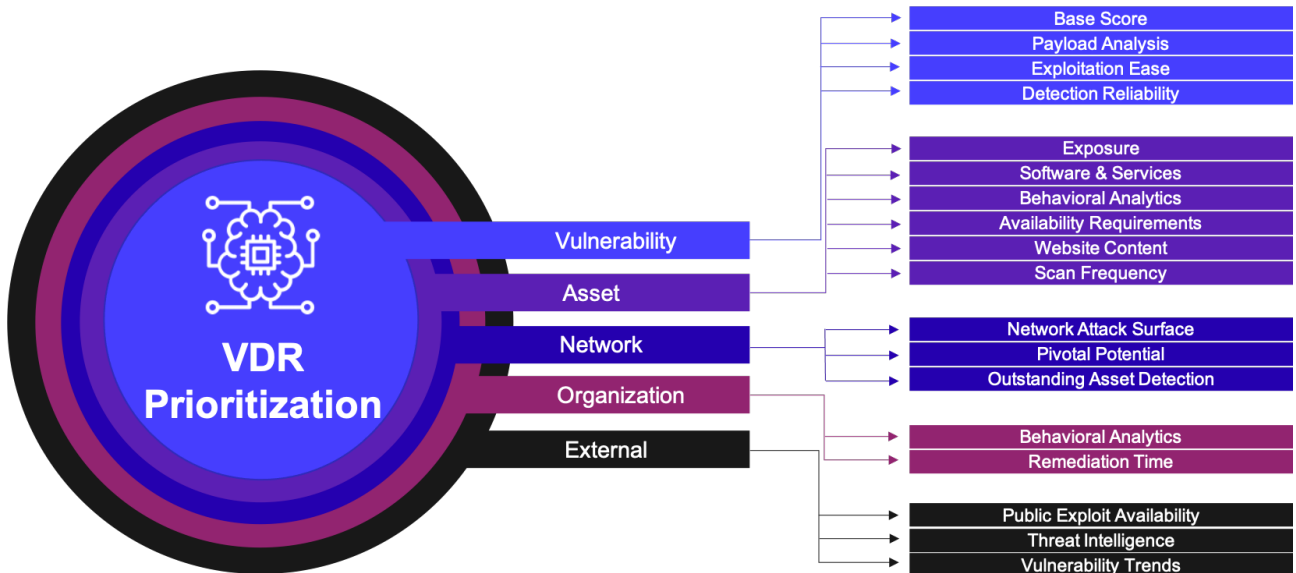 VDR
Prioritization
Vulnerability
Asset
Network
Organization
External
Base Score
Payload Analysis
Exploitation Ease
Detection Reliability
Exposure
Software & Services
Behavioral Analytics
Availability Requirements
Website Content
Scan Frequency
Network Attack Surface
Pivotal Potential
Outstanding Asset Detection
Behavioral Analytics
Remediation Time
Public Exploit Availability
Threat Intelligence
Vulnerability Trends